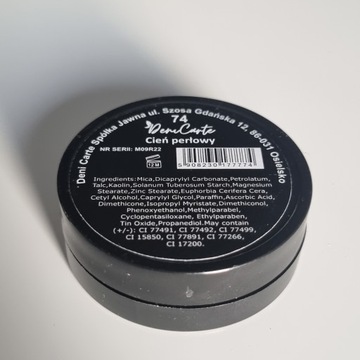 Deni Carte Spółka Jawna ul. Szosa Gdańska 12, 86-031 Osielsko
74
DeniCarte
Cień perłowy
NR SERII: M09R22
12 M
5908230177774
Ingredients:Mica,Dicaprylyl Carbonate,Petrolatum,
Talc,Kaolin,Solanum Tuberosum Starch,Magnesium
Stearate,Zinc Stearate,Euphorbia Cerifera Cera,
Cetyl Alcohol,Caprylyl Glycol,Paraffin,Ascorbic Acid,
Dimethicone,Isopropyl Myristate,Dimethiconol,
Phenoxyethanol,Methylparaben,
Cyclopentasiloxane, Ethylparaben,
Tin Oxide,Propanediol.May contain
(+/-): CI 77491, CI 77492, CI 77499,
CI 15850, CI 77891, CI 77266,
CI 17200.